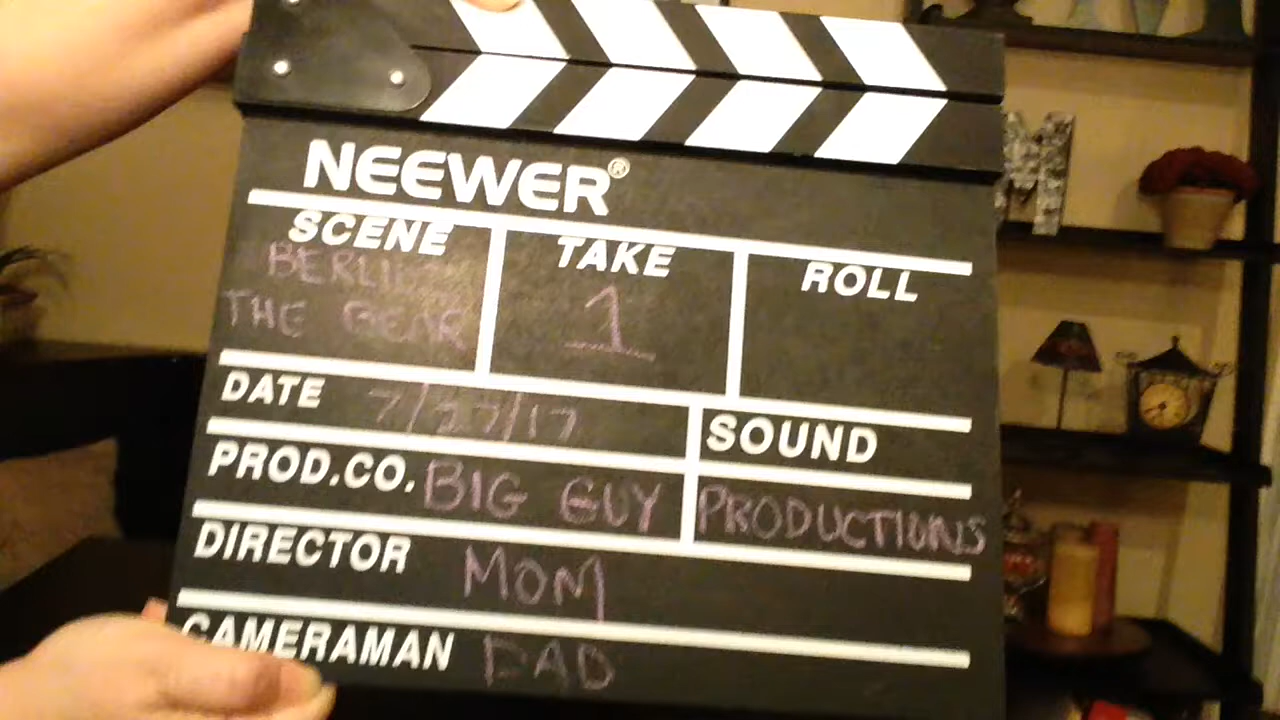 NEEWER®
SCENE TAKE ROLL
THE BEAR 1
DATE 7/27/17 SOUND
PROD.CO. BIG GUY PRODUCTIONS
DIRECTOR MOM
CAMERAMAN DAD
M